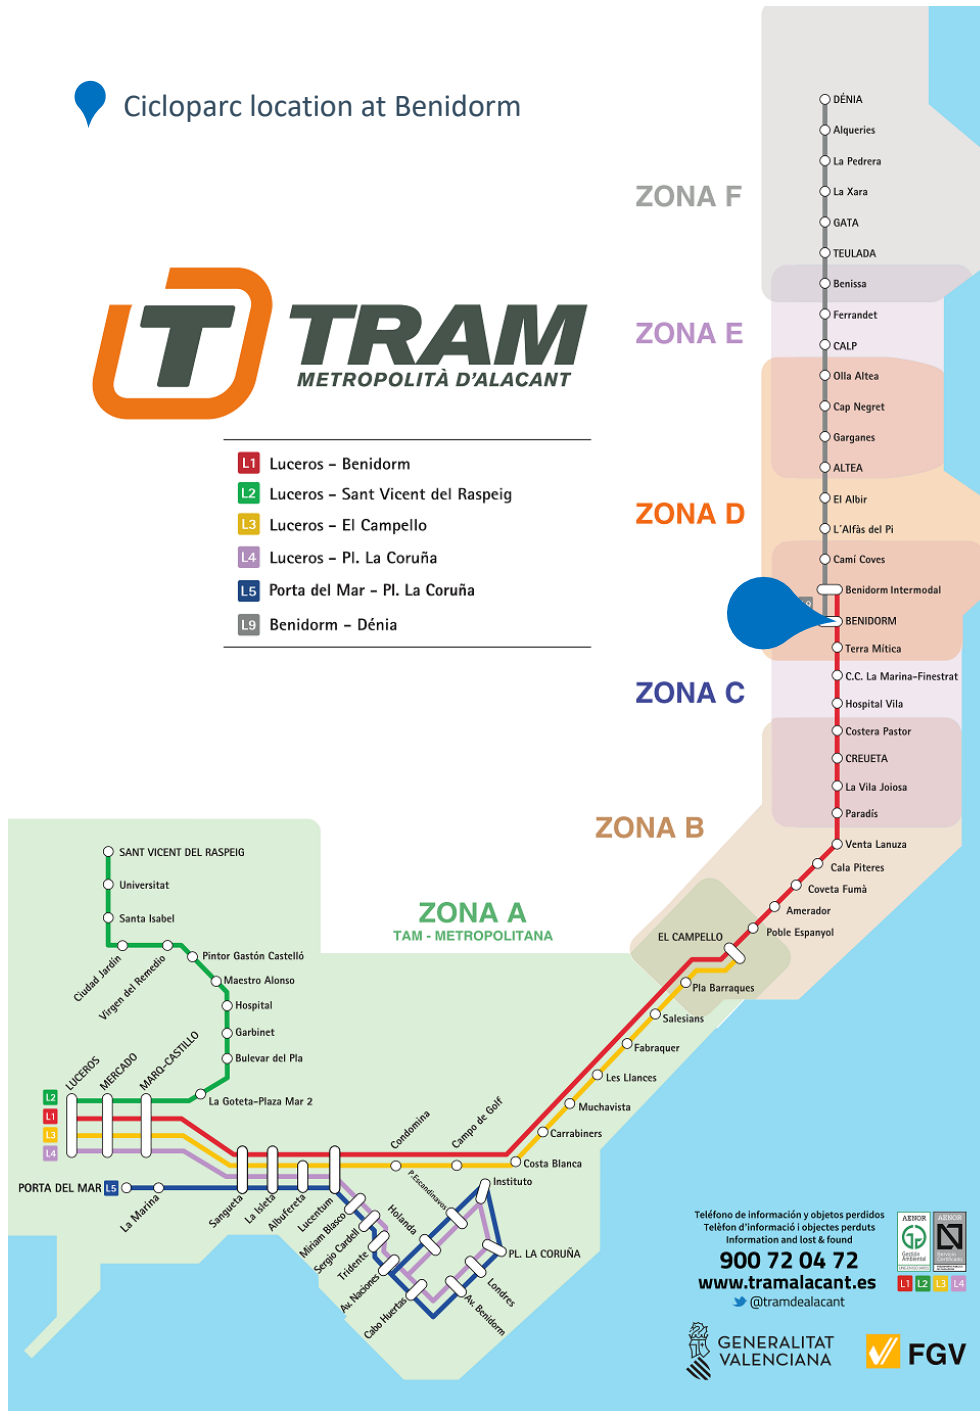 Cicloparc location at Benidorm
DÉNIA
Alqueries
La Pedrera
La Xara
ZONA F
GATA
TEULADA
Benissa
Ferrandet
ZONA E
CALP
Olla Altea
Cap Negret
Garganes
ALTEA
El Albir
ZONA D
L´Alfàs del Pi
Camí Coves
Benidorm Intermodal
BENIDORM
Terra Mítica
C.C. La Marina-Finestrat
ZONA C
Hospital Vila
Costera Pastor
CREUETA
La Vila Joiosa
Paradís
ZONA B
Venta Lanuza
Cala Piteres
Coveta Fumà
Amerador
Poble Espanyol
EL CAMPELLO
Pla Barraques
Salesians
Fabraquer
Les Llances
Muchavista
Carrabiners
Costa Blanca
T TRAM
METROPOLITÀ D'ALACANT
L1 Luceros - Benidorm
L2 Luceros - Sant Vicent del Raspeig
L3 Luceros - El Campello
L4 Luceros - Pl. La Coruña
L5 Porta del Mar - Pl. La Coruña
L9 Benidorm - Dénia
ZONA A
TAM - METROPOLITANA
SANT VICENT DEL RASPEIG
Universitat
Santa Isabel
Ciudad Jardín
Virgen del Remedio
Pintor Gastón Castelló
Maestro Alonso
Hospital
Garbinet
Bulevar del Pla
La Goteta-Plaza Mar 2
LUCEROS
MERCADO
MARQ-CASTILLO
L2
L1
L3
L4
PORTA DEL MAR L5
La Marina
Sangueta
La Isleta
Albufereta
Lucentum
Condomina
Campo de Golf
Miriam Blasco
Sergio Cardell
Tridente
Av. Naciones
Cabo Huertas
Holanda
P.Escandinavos
Instituto
PL. LA CORUÑA
Londres
Av. Benidorm
Teléfono de información y objetos perdidos
Telèfon d'informació i objectes perduts
Information and lost & found
900 72 04 72
www.tramalacant.es
@tramdealacant
AENOR
Gestión
Ambiental
AENOR
N
Servicio
Certificado
L1 L2 L3 L4
GENERALITAT
VALENCIANA
FGV